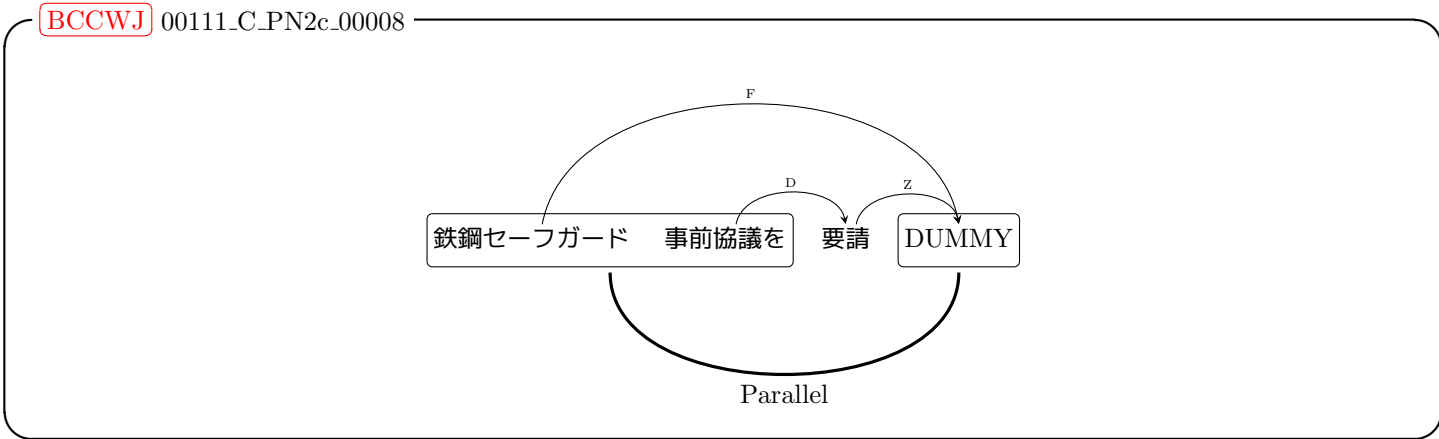 BCCWJ 00111_C_PN2c_00008
F
D Z
鉄鋼セーフガード 事前協議を 要請 DUMMY
Parallel